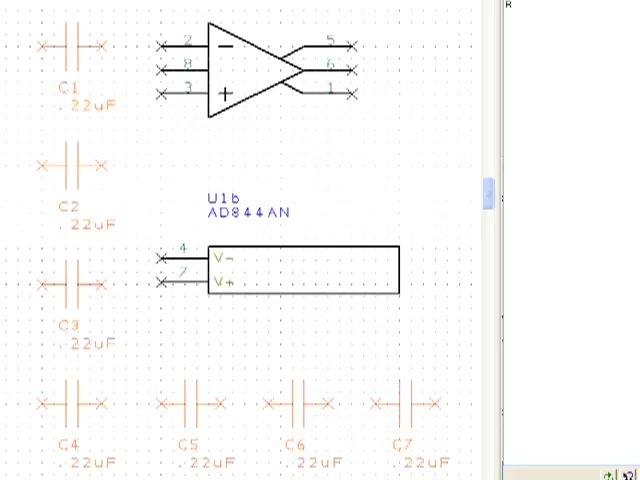 R
2
5
8
6
3
1
-
+
C1
.22uF
C2
.22uF
U1b
AD844AN
4
V-
7
V+
C3
.22uF
C4
.22uF
C5
.22uF
C6
.22uF
C7
.22uF